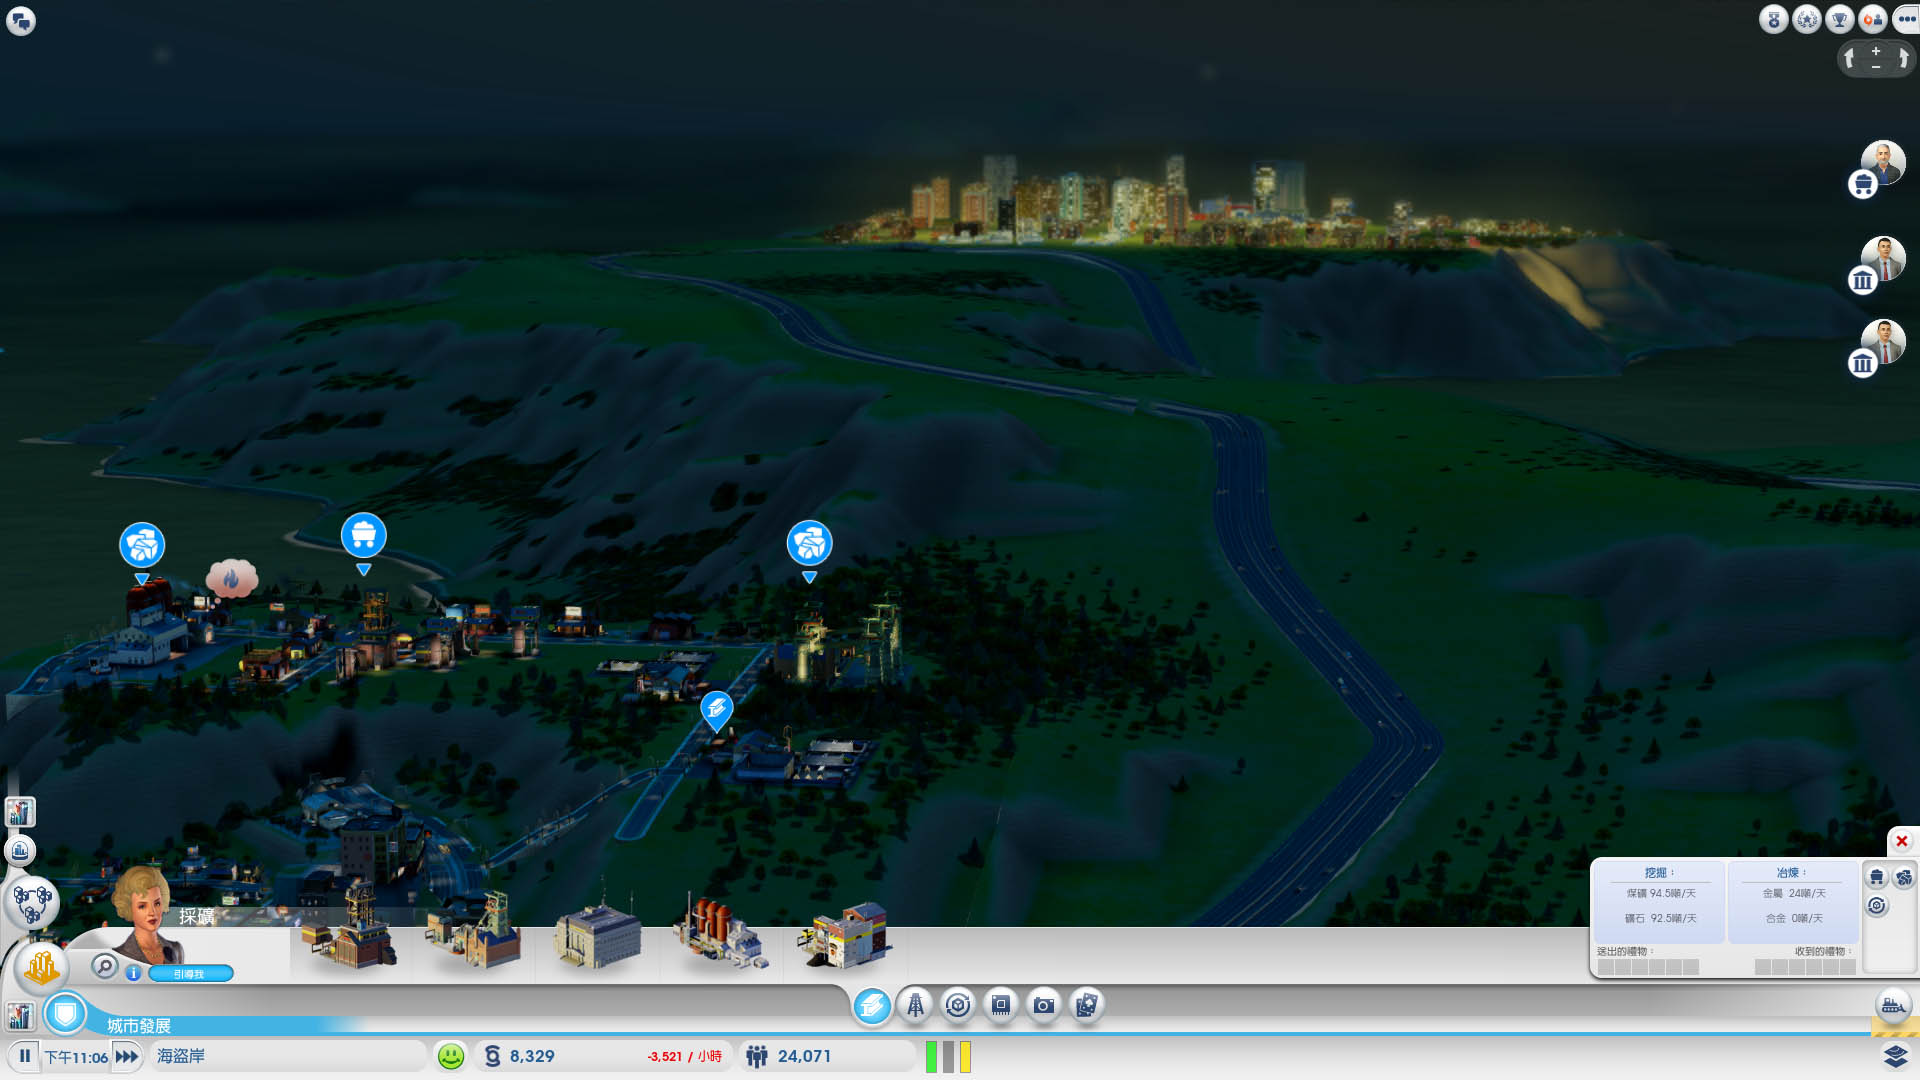 挖掘：
冶煉：
煤礦 94.5噸/天
金屬 24噸/天
礦石 92.5噸/天
合金 0噸/天
送出的禮物：
收到的禮物：
採礦
引導我
城市發展
下午11:06
海盜岸
8,329
-3,521 / 小時
24,071